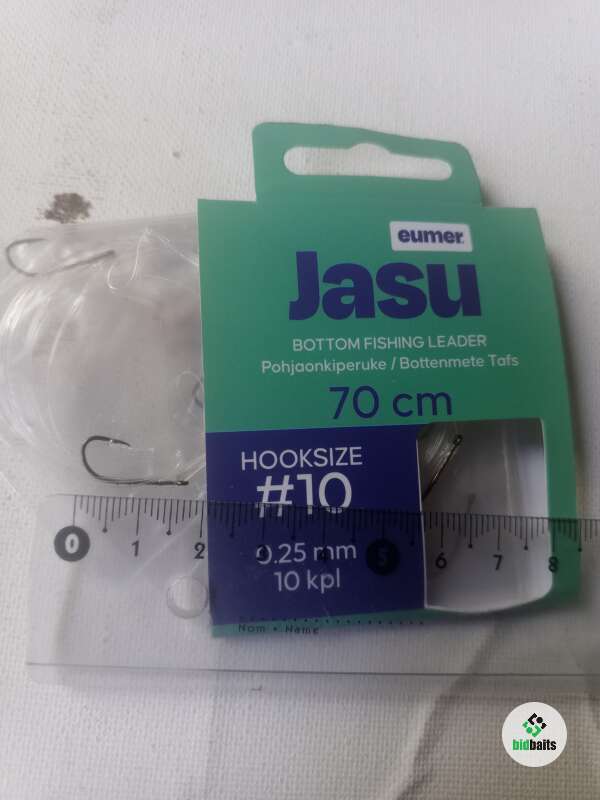 eumer
Jasu
BOTTOM FISHING LEADER
Pohjaonkiperuke / Bottenmete Tafs
70 cm
HOOKSIZE
#10
0.25 mm
10 kpl
0 1 2 5 6 7 8
Nom • Name
bidbaits